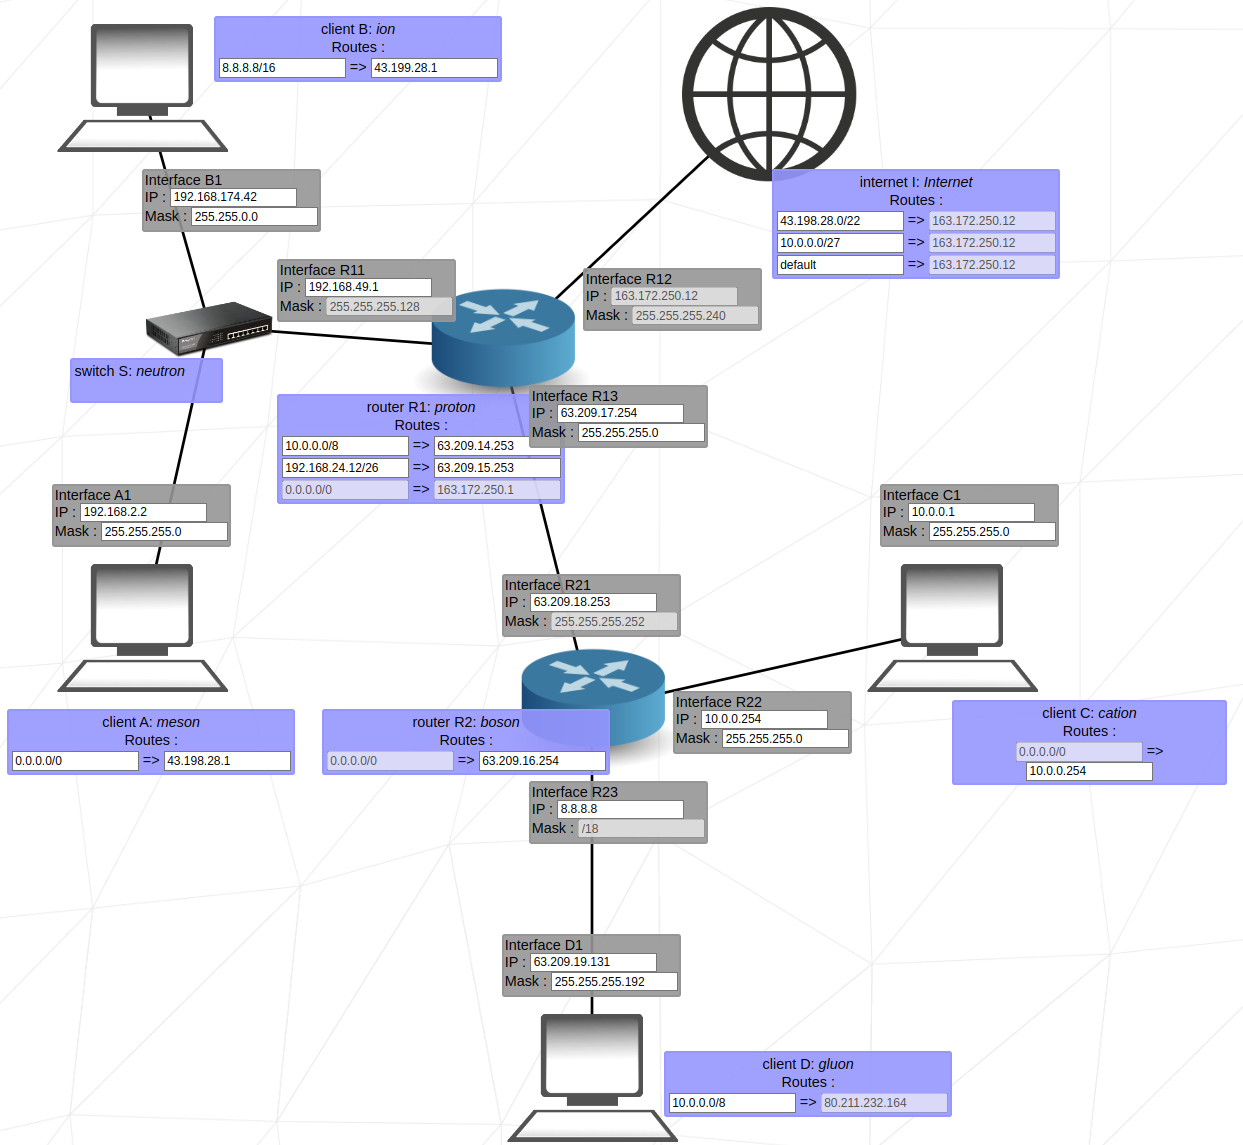 client B: ion
Routes :
8.8.8.8/16 => 43.199.28.1
Interface B1
IP : 192.168.174.42
Mask : 255.255.0.0
internet I: Internet
Routes :
43.198.28.0/22 => 163.172.250.12
10.0.0.0/27 => 163.172.250.12
default => 163.172.250.12
Interface R11
IP : 192.168.49.1
Mask : 255.255.255.128
Interface R12
IP : 163.172.250.12
Mask : 255.255.255.240
switch S: neutron
router R1: proton
Routes :
10.0.0.0/8 => 63.209.14.253
192.168.24.12/26 => 63.209.15.253
0.0.0.0/0 => 163.172.250.1
Interface R13
IP : 63.209.17.254
Mask : 255.255.255.0
Interface A1
IP : 192.168.2.2
Mask : 255.255.255.0
Interface C1
IP : 10.0.0.1
Mask : 255.255.255.0
Interface R21
IP : 63.209.18.253
Mask : 255.255.255.252
client A: meson
Routes :
0.0.0.0/0 => 43.198.28.1
router R2: boson
Routes :
0.0.0.0/0 => 63.209.16.254
Interface R22
IP : 10.0.0.254
Mask : 255.255.255.0
client C: cation
Routes :
0.0.0.0/0 =>
10.0.0.254
Interface R23
IP : 8.8.8.8
Mask : /18
Interface D1
IP : 63.209.19.131
Mask : 255.255.255.192
client D: gluon
Routes :
10.0.0.0/8 => 80.211.232.164